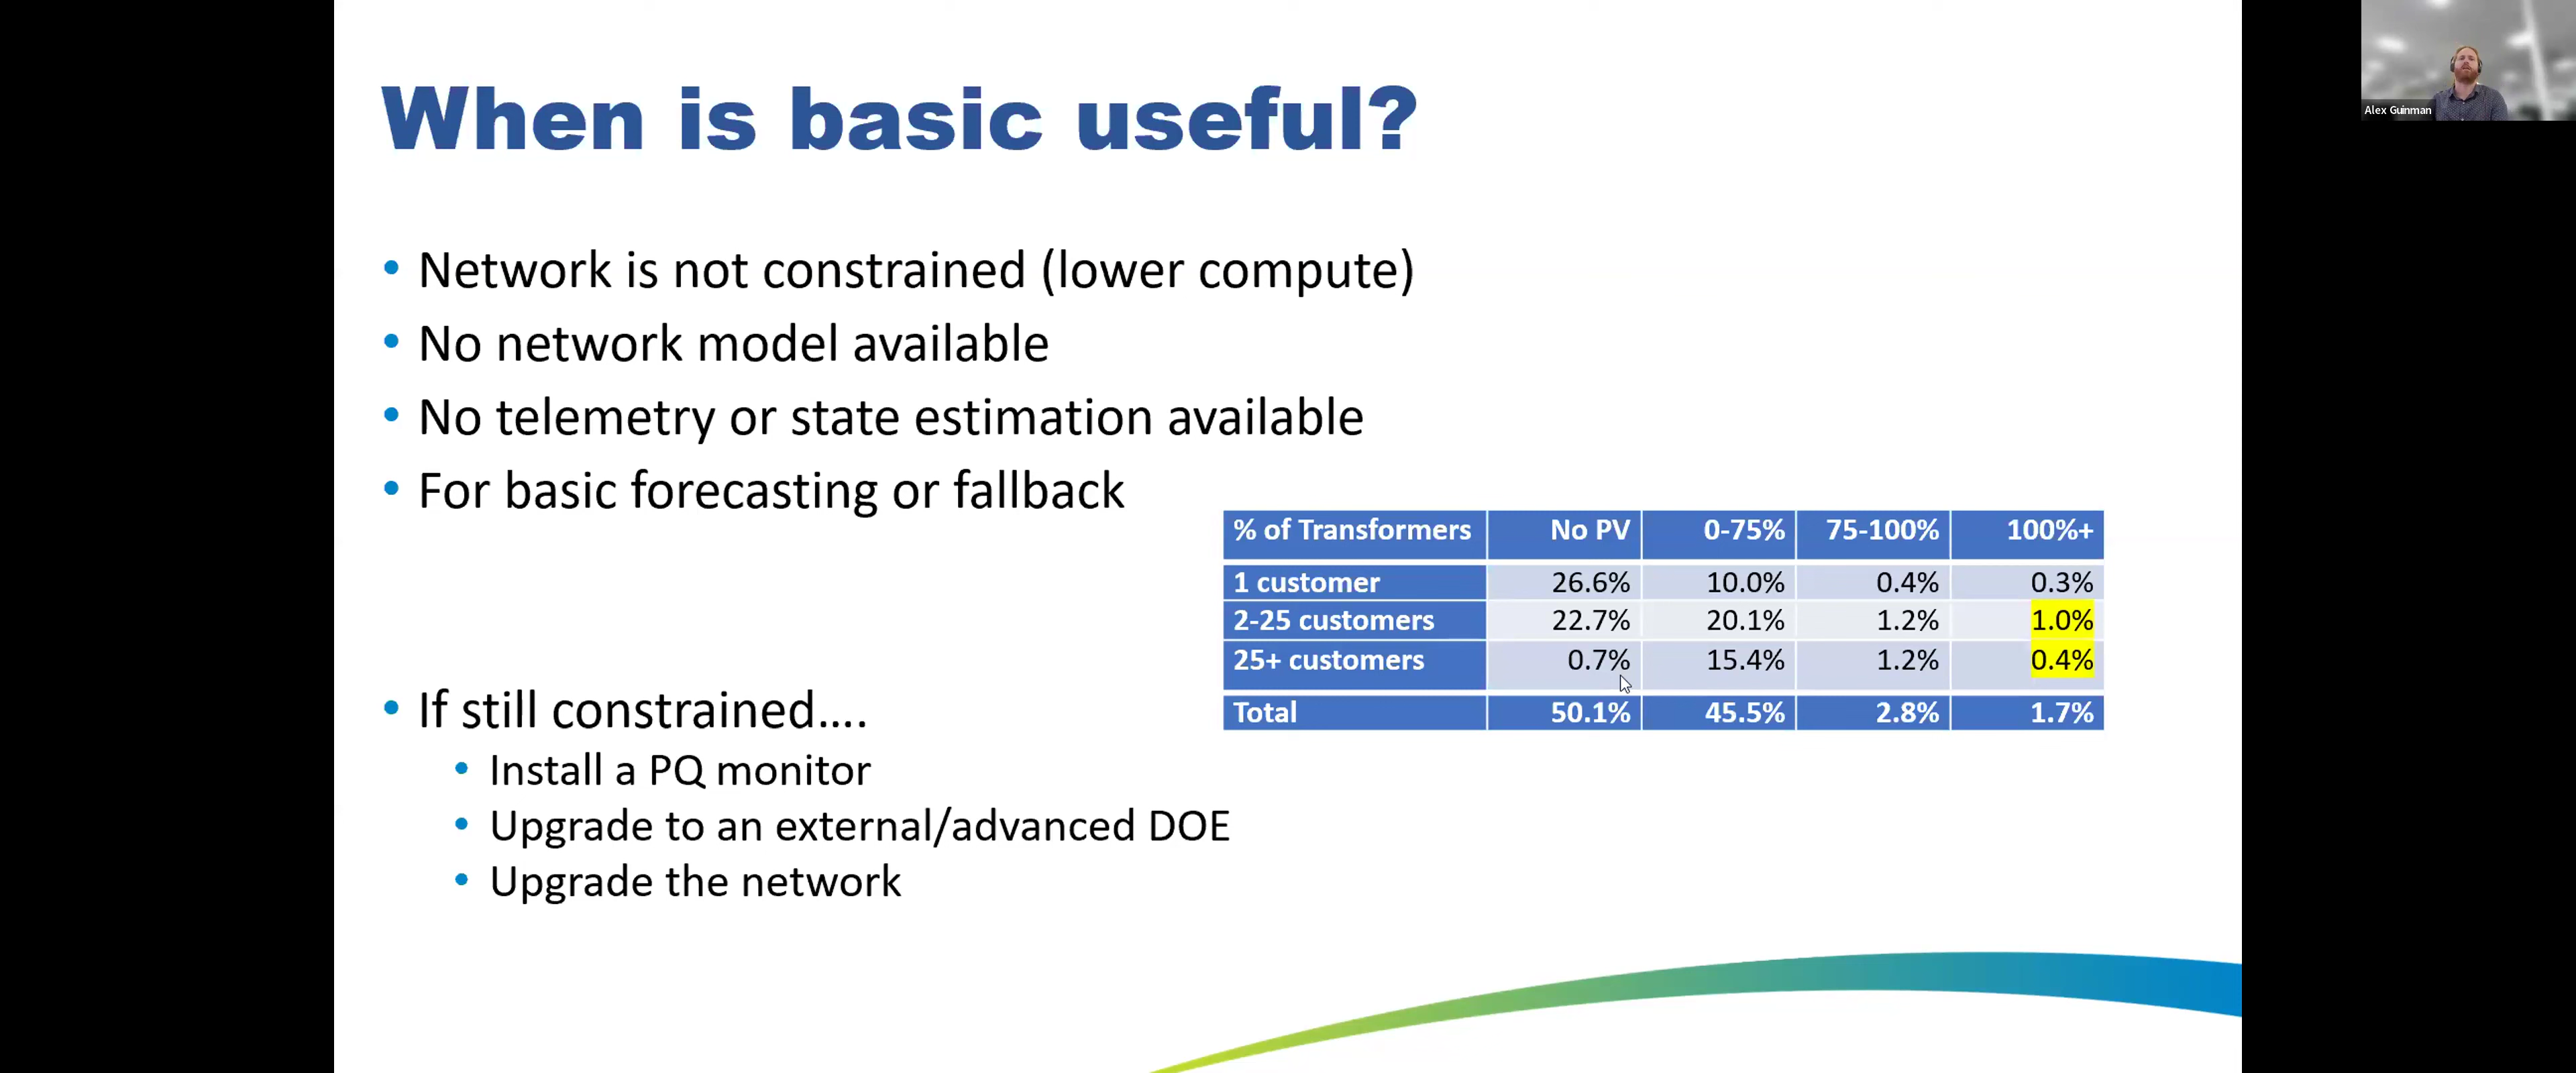 When is basic useful?
• Network is not constrained (lower compute)
• No network model available
• No telemetry or state estimation available
• For basic forecasting or fallback
% of Transformers No PV 0-75% 75-100% 100%+
1 customer 26.6% 10.0% 0.4% 0.3%
2-25 customers 22.7% 20.1% 1.2% 1.0%
25+ customers 0.7% 15.4% 1.2% 0.4%
Total 50.1% 45.5% 2.8% 1.7%
• If still constrained....
• Install a PQ monitor
• Upgrade to an external/advanced DOE
• Upgrade the network
Alex Guinman